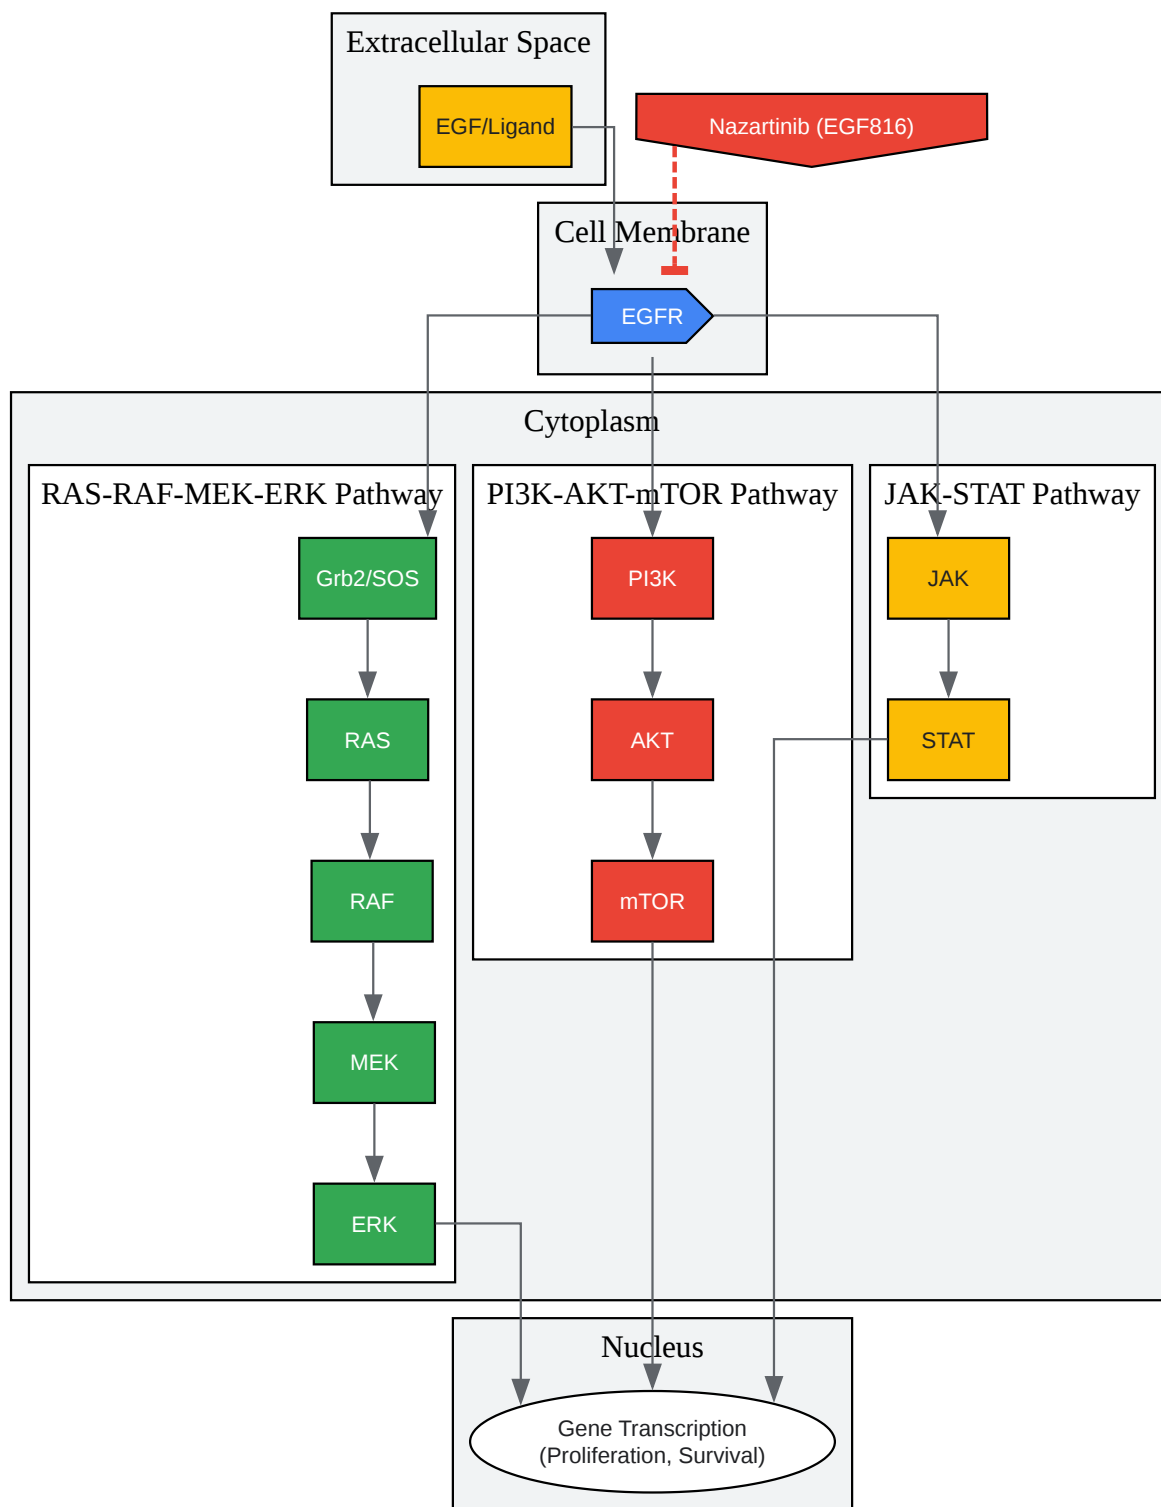 Extracellular Space
EGF/Ligand
Nazartinib (EGF816)
Cell Membrane
EGFR
Cytoplasm
RAS-RAF-MEK-ERK Pathway
PI3K-AKT-mTOR Pathway
JAK-STAT Pathway
Grb2/SOS
PI3K
JAK
RAS
AKT
STAT
RAF
mTOR
MEK
ERK
Nucleus
Gene Transcription
(Proliferation, Survival)